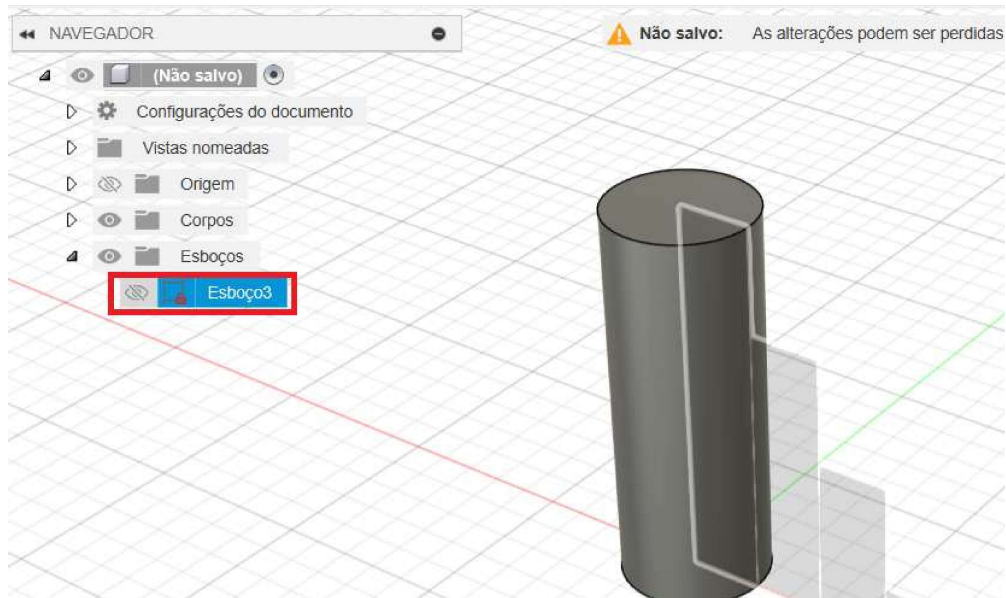 NAVEGADOR
Não salvo: As alterações podem ser perdidas
(Não salvo)
Configurações do documento
Vistas nomeadas
Origem
Corpos
Esboços
Esboço3